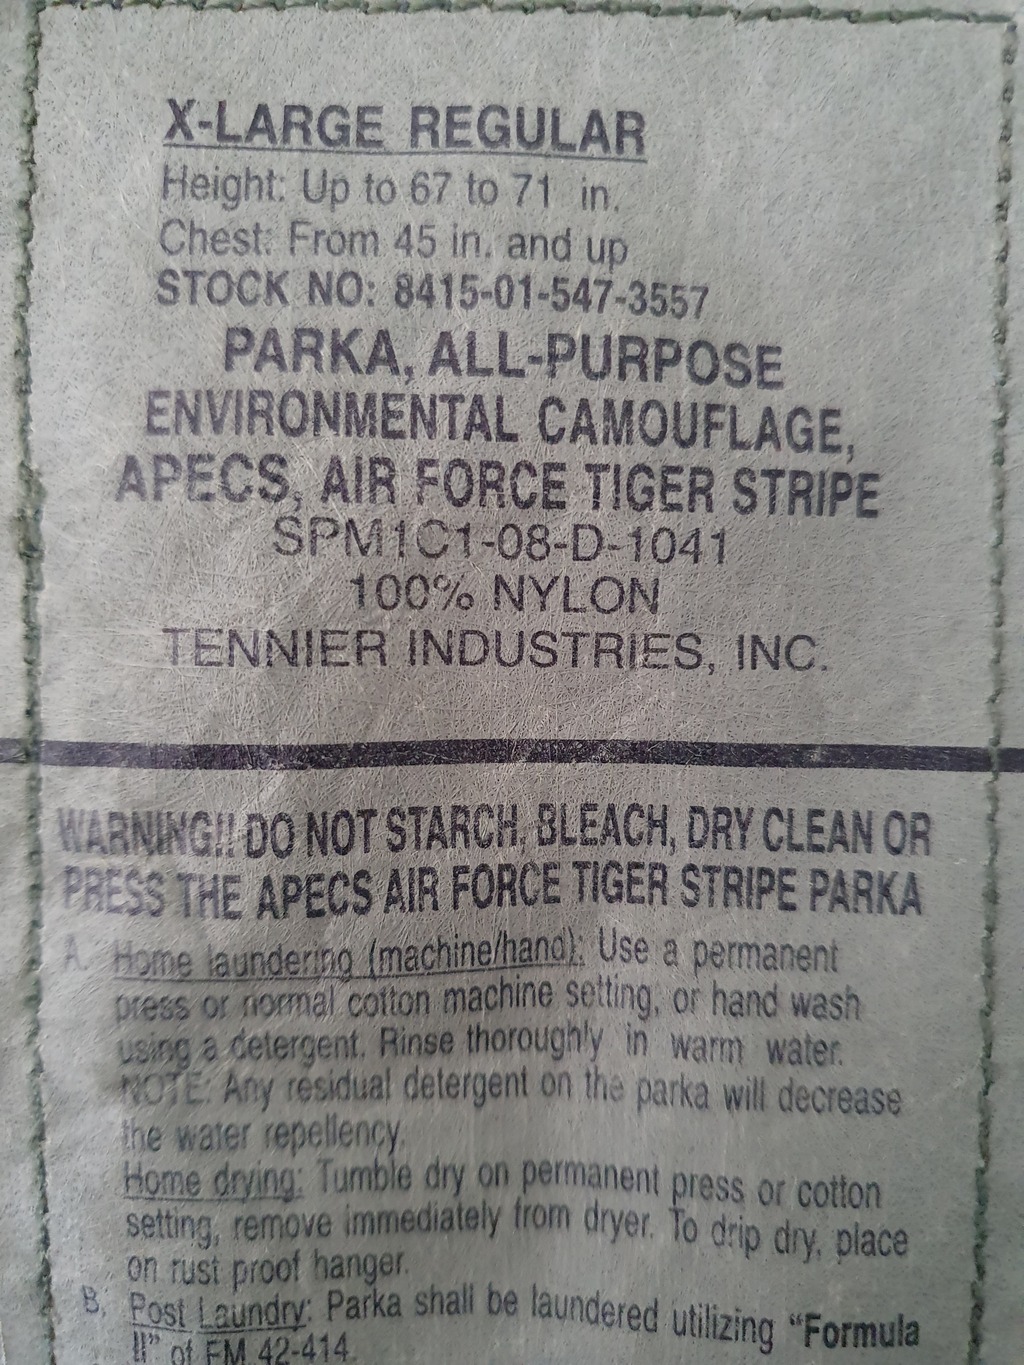 X-LARGE REGULAR
Height: Up to 67 to 71 in.
Chest: From 45 in. and up
STOCK NO: 8415-01-547-3557
PARKA, ALL-PURPOSE
ENVIRONMENTAL CAMOUFLAGE,
APECS, AIR FORCE TIGER STRIPE
SPM1C1-08-D-1041
100% NYLON
TENNIER INDUSTRIES, INC.
WARNING!! DO NOT STARCH, BLEACH, DRY CLEAN OR
PRESS THE APECS AIR FORCE TIGER STRIPE PARKA
A. Home laundering (machine/hand): Use a permanent
press or normal cotton machine setting, or hand wash
using a detergent. Rinse thoroughly in warm water.
NOTE: Any residual detergent on the parka will decrease
the water repellency.
Home drying: Tumble dry on permanent press or cotton
setting, remove immediately from dryer. To drip dry, place
on rust proof hanger.
B. Post Laundry: Parka shall be laundered utilizing "Formula
II" of FM 42-414.